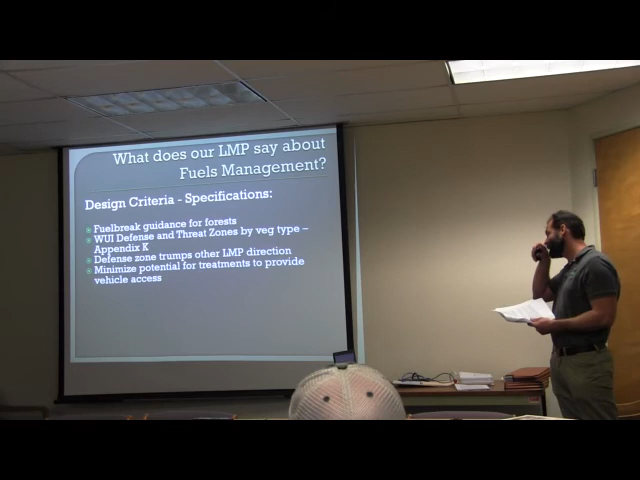 What does our LMP say about
Fuels Management?
Design Criteria - Specifications:
Fuelbreak guidance for forests
WUI Defense and Threat Zones by veg type –
Appendix K
Defense zone trumps other LMP direction
Minimize potential for treatments to provide
vehicle access